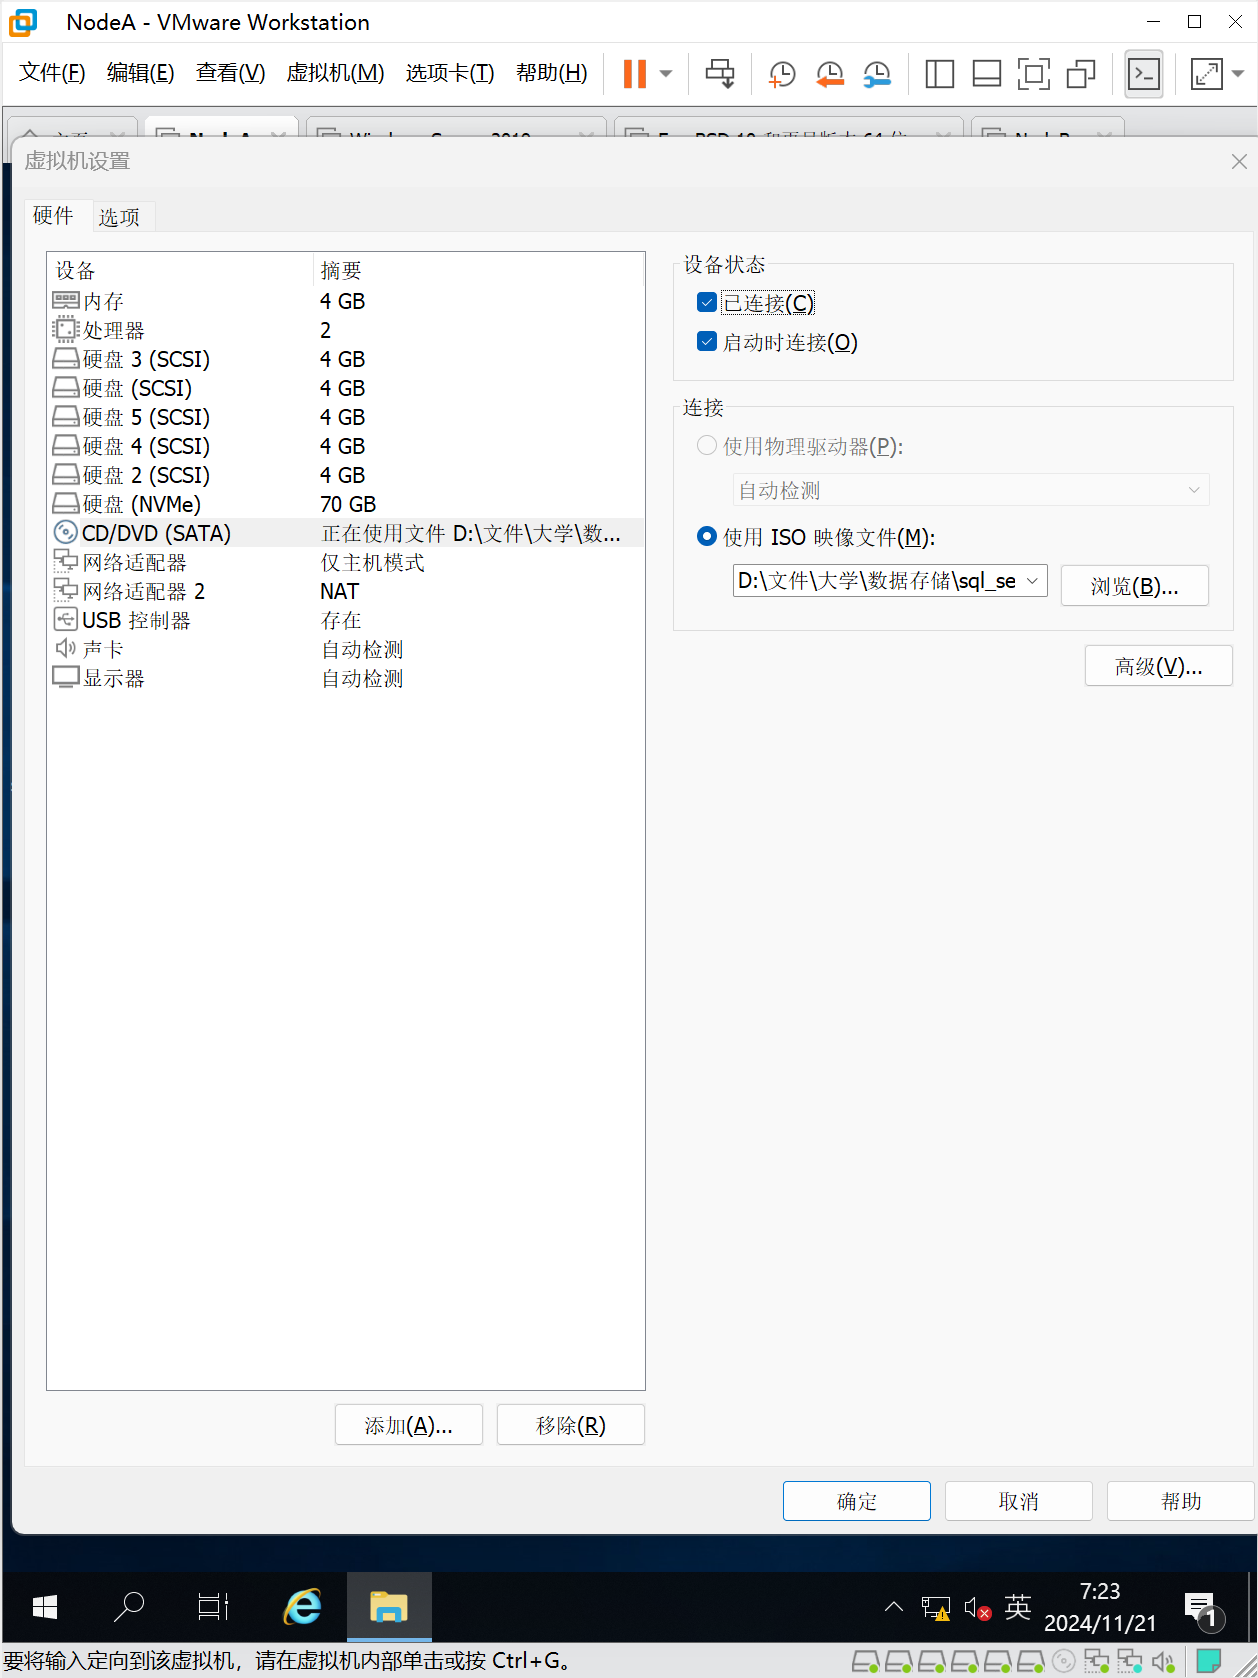 NodeA - VMware Workstation
文件(F) 编辑(E) 查看(V) 虚拟机(M) 选项卡(T) 帮助(H)
虚拟机设置
硬件 选项
设备 摘要
内存 4 GB
处理器 2
硬盘 3 (SCSI) 4 GB
硬盘 (SCSI) 4 GB
硬盘 5 (SCSI) 4 GB
硬盘 4 (SCSI) 4 GB
硬盘 2 (SCSI) 4 GB
硬盘 (NVMe) 70 GB
CD/DVD (SATA) 正在使用文件 D:\文件\大学\数...
网络适配器 仅主机模式
网络适配器 2 NAT
USB 控制器 存在
声卡 自动检测
显示器 自动检测
添加(A)... 移除(R)
设备状态
已连接(C)
启动时连接(O)
连接
使用物理驱动器(P):
自动检测
使用 ISO 映像文件(M):
D:\文件\大学\数据存储\sql_se 浏览(B)...
高级(V)...
确定 取消 帮助
英 7:23
2024/11/21 1
要将输入定向到该虚拟机，请在虚拟机内部单击或按 Ctrl+G。